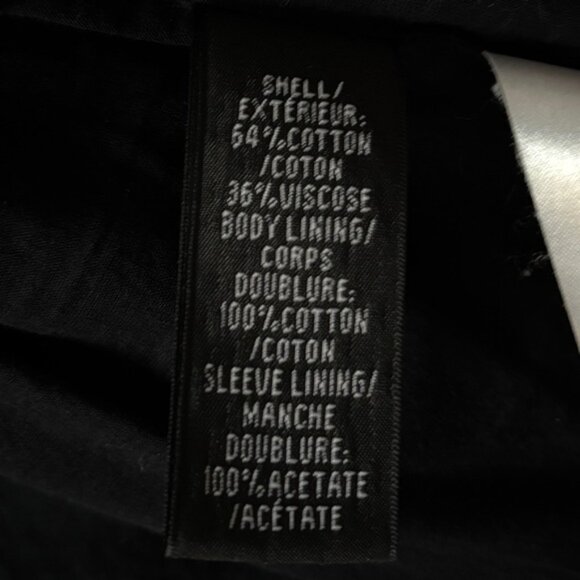 SHELL/
EXTÉRIEUR:
64%COTTON
/COTON
36%VISCOSE
BODY LINING/
CORPS
DOUBLURE:
100%COTTON
/COTON
SLEEVE LINING/
MANCHE
DOUBLURE:
100%ACETATE
/ACÉTATE